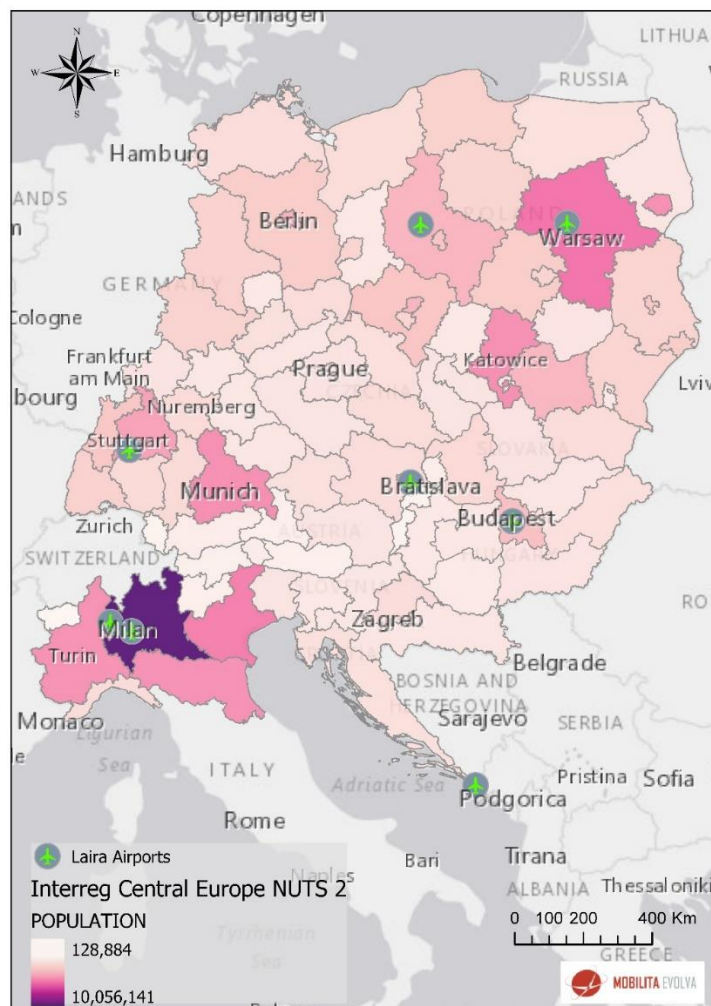 Copenhagen
LITHUA
N
W E
S
RUSSIA
Hamburg
ANDS
Berlin
POLAND
Warsaw
GERMANY
Cologne
Frankfurt
am Main
Prague
Katowice
bourg
Lviv
Nuremberg
CZECHIA
Stuttgart
SLOVAKIA
Munich
Bratislava
Budapest
Zurich
AUSTRIA
HUNGARY
SWITZERLAND
SLOVENIA
RO
Milan
Zagreb
Turin
CROATIA
Belgrade
BOSNIA AND
HERZEGOVINA
Monaco
Sarajevo
SERBIA
Ligurian
Sea
ITALY
Adriatic Sea
Pristina
Sofia
Podgorica
Rome
Tirana
Bari
Naples
ALBANIA
Thessaloniki
Tyrrhenian
Sea
GREECE
Laira Airports
Interreg Central Europe NUTS 2
POPULATION
128,884
10,056,141
0 100 200 400 Km
MOBILITA EVOLVA